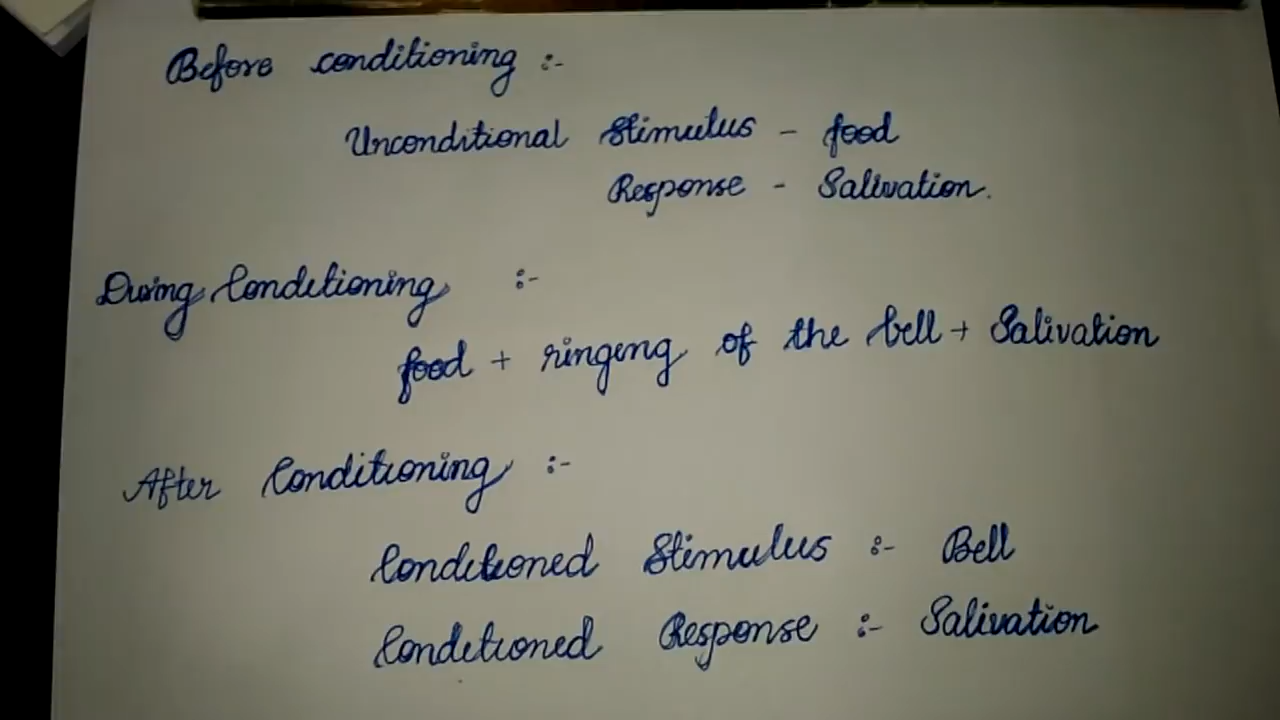 Before conditioning :-
Unconditional Stimulus - food
Response - Salivation.
During Conditioning :-
food + ringeng of the bell + Salivation
After Conditioning :-
Conditioned Stimulus :- Bell
Conditioned Response :- Salivation